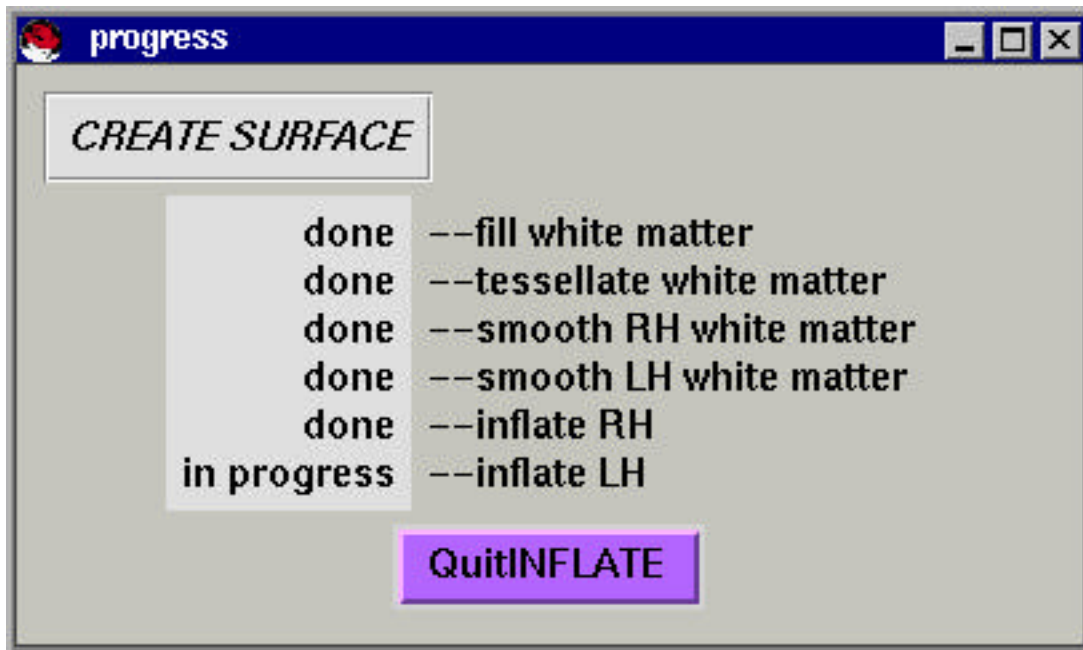 progress
CREATE SURFACE
done --fill white matter
done --tessellate white matter
done --smooth RH white matter
done --smooth LH white matter
done --inflate RH
in progress --inflate LH
QuitINFLATE